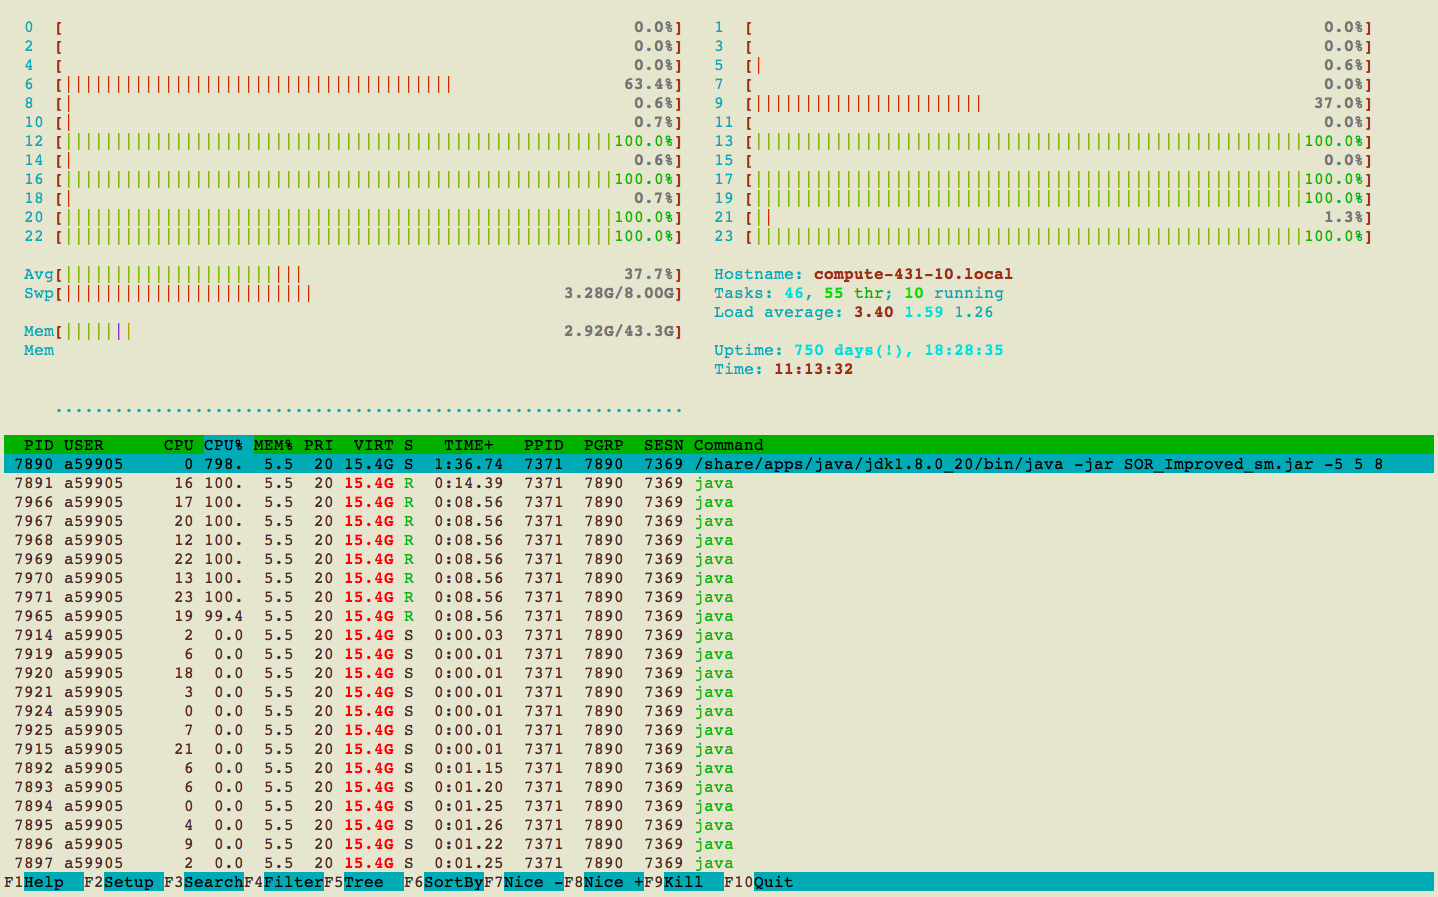 0 [ 0.0%] 1 [ 0.0%]
2 [ 0.0%] 3 [ 0.0%]
4 [ 0.0%] 5 [| 0.6%]
6 [||||||||||||||||||||||||||||||||||||||| 63.4%] 7 [ 0.0%]
8 [| 0.6%] 9 [||||||||||||||||||||||| 37.0%]
10 [| 0.7%] 11 [ 0.0%]
12 [|||||||||||||||||||||||||||||||||||||||||||||||||||||||100.0%] 13 [|||||||||||||||||||||||||||||||||||||||||||||||||||||||100.0%]
14 [| 0.6%] 15 [ 0.0%]
16 [|||||||||||||||||||||||||||||||||||||||||||||||||||||||100.0%] 17 [|||||||||||||||||||||||||||||||||||||||||||||||||||||||100.0%]
18 [| 0.7%] 19 [|||||||||||||||||||||||||||||||||||||||||||||||||||||||100.0%]
20 [|||||||||||||||||||||||||||||||||||||||||||||||||||||||100.0%] 21 [|| 1.3%]
22 [|||||||||||||||||||||||||||||||||||||||||||||||||||||||100.0%] 23 [|||||||||||||||||||||||||||||||||||||||||||||||||||||||100.0%]
Avg[|||||||||||||||||||||||| 37.7%] Hostname: compute-431-10.local
Swp[||||||||||||||||||||||||| 3.28G/8.00G] Tasks: 46, 55 thr; 10 running
Load average: 3.40 1.59 1.26
Mem[||||||| 2.92G/43.3G]
Mem Uptime: 750 days(!), 18:28:35
Time: 11:13:32
...............................................................
PID USER CPU CPU% MEM% PRI VIRT S TIME+ PPID PGRP SESN Command
7890 a59905 0 798. 5.5 20 15.4G S 1:36.74 7371 7890 7369 /share/apps/java/jdk1.8.0_20/bin/java -jar SOR_Improved_sm.jar -5 5 8
7891 a59905 16 100. 5.5 20 15.4G R 0:14.39 7371 7890 7369 java
7966 a59905 17 100. 5.5 20 15.4G R 0:08.56 7371 7890 7369 java
7967 a59905 20 100. 5.5 20 15.4G R 0:08.56 7371 7890 7369 java
7968 a59905 12 100. 5.5 20 15.4G R 0:08.56 7371 7890 7369 java
7969 a59905 22 100. 5.5 20 15.4G R 0:08.56 7371 7890 7369 java
7970 a59905 13 100. 5.5 20 15.4G R 0:08.56 7371 7890 7369 java
7971 a59905 23 100. 5.5 20 15.4G R 0:08.56 7371 7890 7369 java
7965 a59905 19 99.4 5.5 20 15.4G R 0:08.56 7371 7890 7369 java
7914 a59905 2 0.0 5.5 20 15.4G S 0:00.03 7371 7890 7369 java
7919 a59905 6 0.0 5.5 20 15.4G S 0:00.01 7371 7890 7369 java
7920 a59905 18 0.0 5.5 20 15.4G S 0:00.01 7371 7890 7369 java
7921 a59905 3 0.0 5.5 20 15.4G S 0:00.01 7371 7890 7369 java
7924 a59905 0 0.0 5.5 20 15.4G S 0:00.01 7371 7890 7369 java
7925 a59905 7 0.0 5.5 20 15.4G S 0:00.01 7371 7890 7369 java
7915 a59905 21 0.0 5.5 20 15.4G S 0:00.01 7371 7890 7369 java
7892 a59905 6 0.0 5.5 20 15.4G S 0:01.15 7371 7890 7369 java
7893 a59905 6 0.0 5.5 20 15.4G S 0:01.20 7371 7890 7369 java
7894 a59905 0 0.0 5.5 20 15.4G S 0:01.25 7371 7890 7369 java
7895 a59905 4 0.0 5.5 20 15.4G S 0:01.26 7371 7890 7369 java
7896 a59905 9 0.0 5.5 20 15.4G S 0:01.22 7371 7890 7369 java
7897 a59905 2 0.0 5.5 20 15.4G S 0:01.25 7371 7890 7369 java
F1Help F2Setup F3SearchF4FilterF5Tree F6SortByF7Nice -F8Nice +F9Kill F10Quit